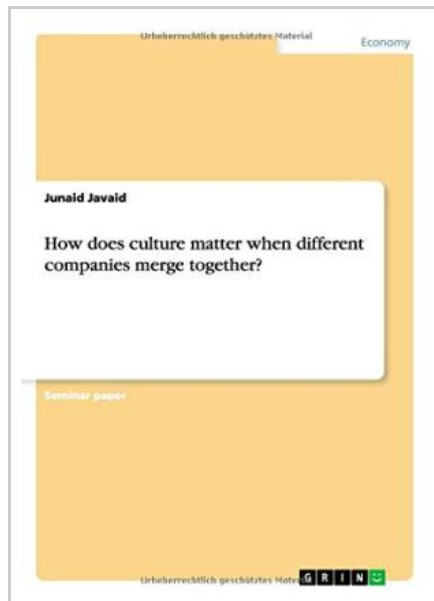 Urheberrechtlich geschütztes Material
Economy
Junaid Javaid
How does culture matter when different
companies merge together?
Seminar paper
Urheberrechtlich geschütztes Mate
GRIN